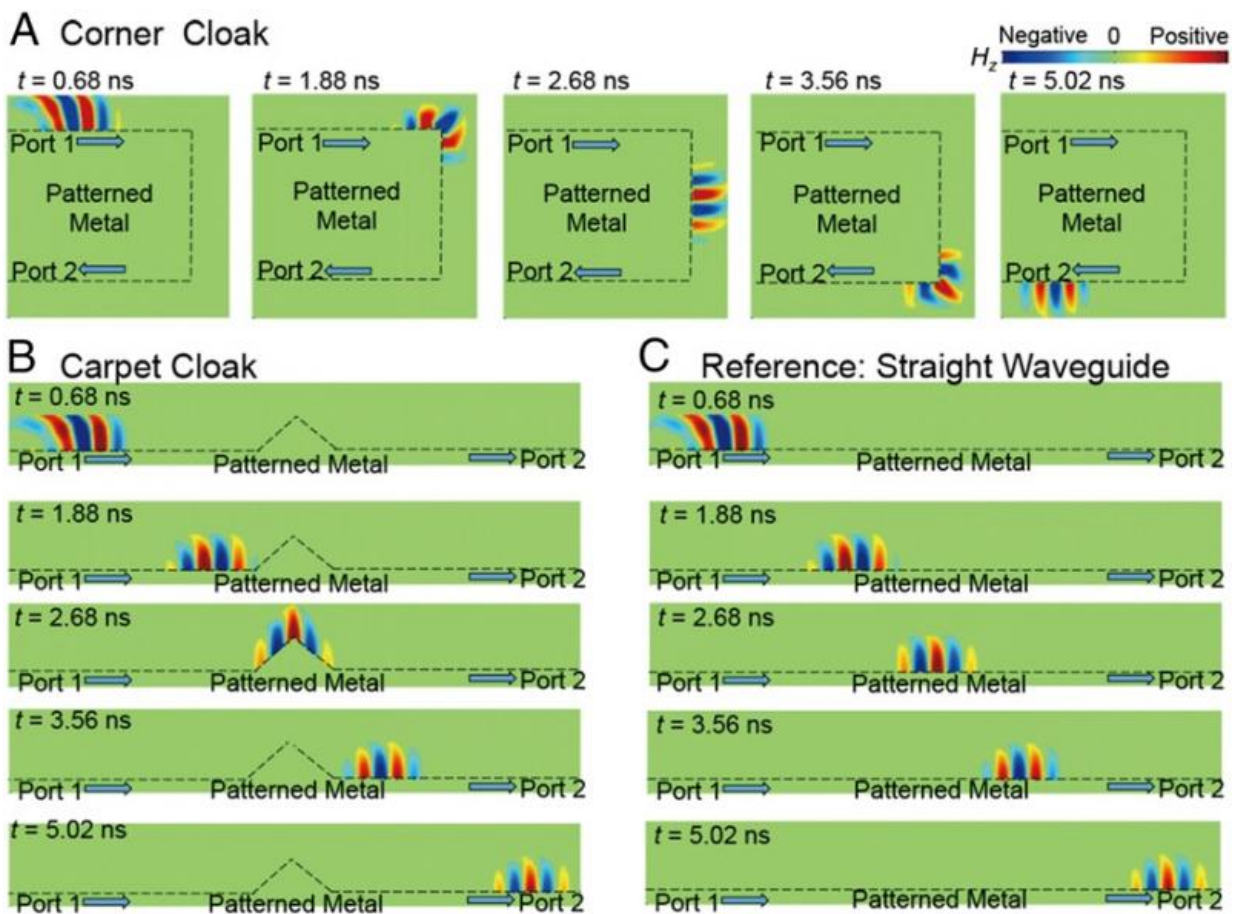 A Corner Cloak
Negative 0 Positive
Hz
t = 0.68 ns
t = 1.88 ns
t = 2.68 ns
t = 3.56 ns
t = 5.02 ns
Port 1
Patterned
Metal
Port 2
Port 1
Patterned
Metal
Port 2
Port 1
Patterned
Metal
Port 2
Port 1
Patterned
Metal
Port 2
Port 1
Patterned
Metal
Port 2
B Carpet Cloak
t = 0.68 ns
Port 1 Patterned Metal Port 2
t = 1.88 ns
Port 1 Patterned Metal Port 2
t = 2.68 ns
Port 1 Patterned Metal Port 2
t = 3.56 ns
Port 1 Patterned Metal Port 2
t = 5.02 ns
Port 1 Patterned Metal Port 2
C Reference: Straight Waveguide
t = 0.68 ns
Port 1 Patterned Metal Port 2
t = 1.88 ns
Port 1 Patterned Metal Port 2
t = 2.68 ns
Port 1 Patterned Metal Port 2
t = 3.56 ns
Port 1 Patterned Metal Port 2
t = 5.02 ns
Port 1 Patterned Metal Port 2